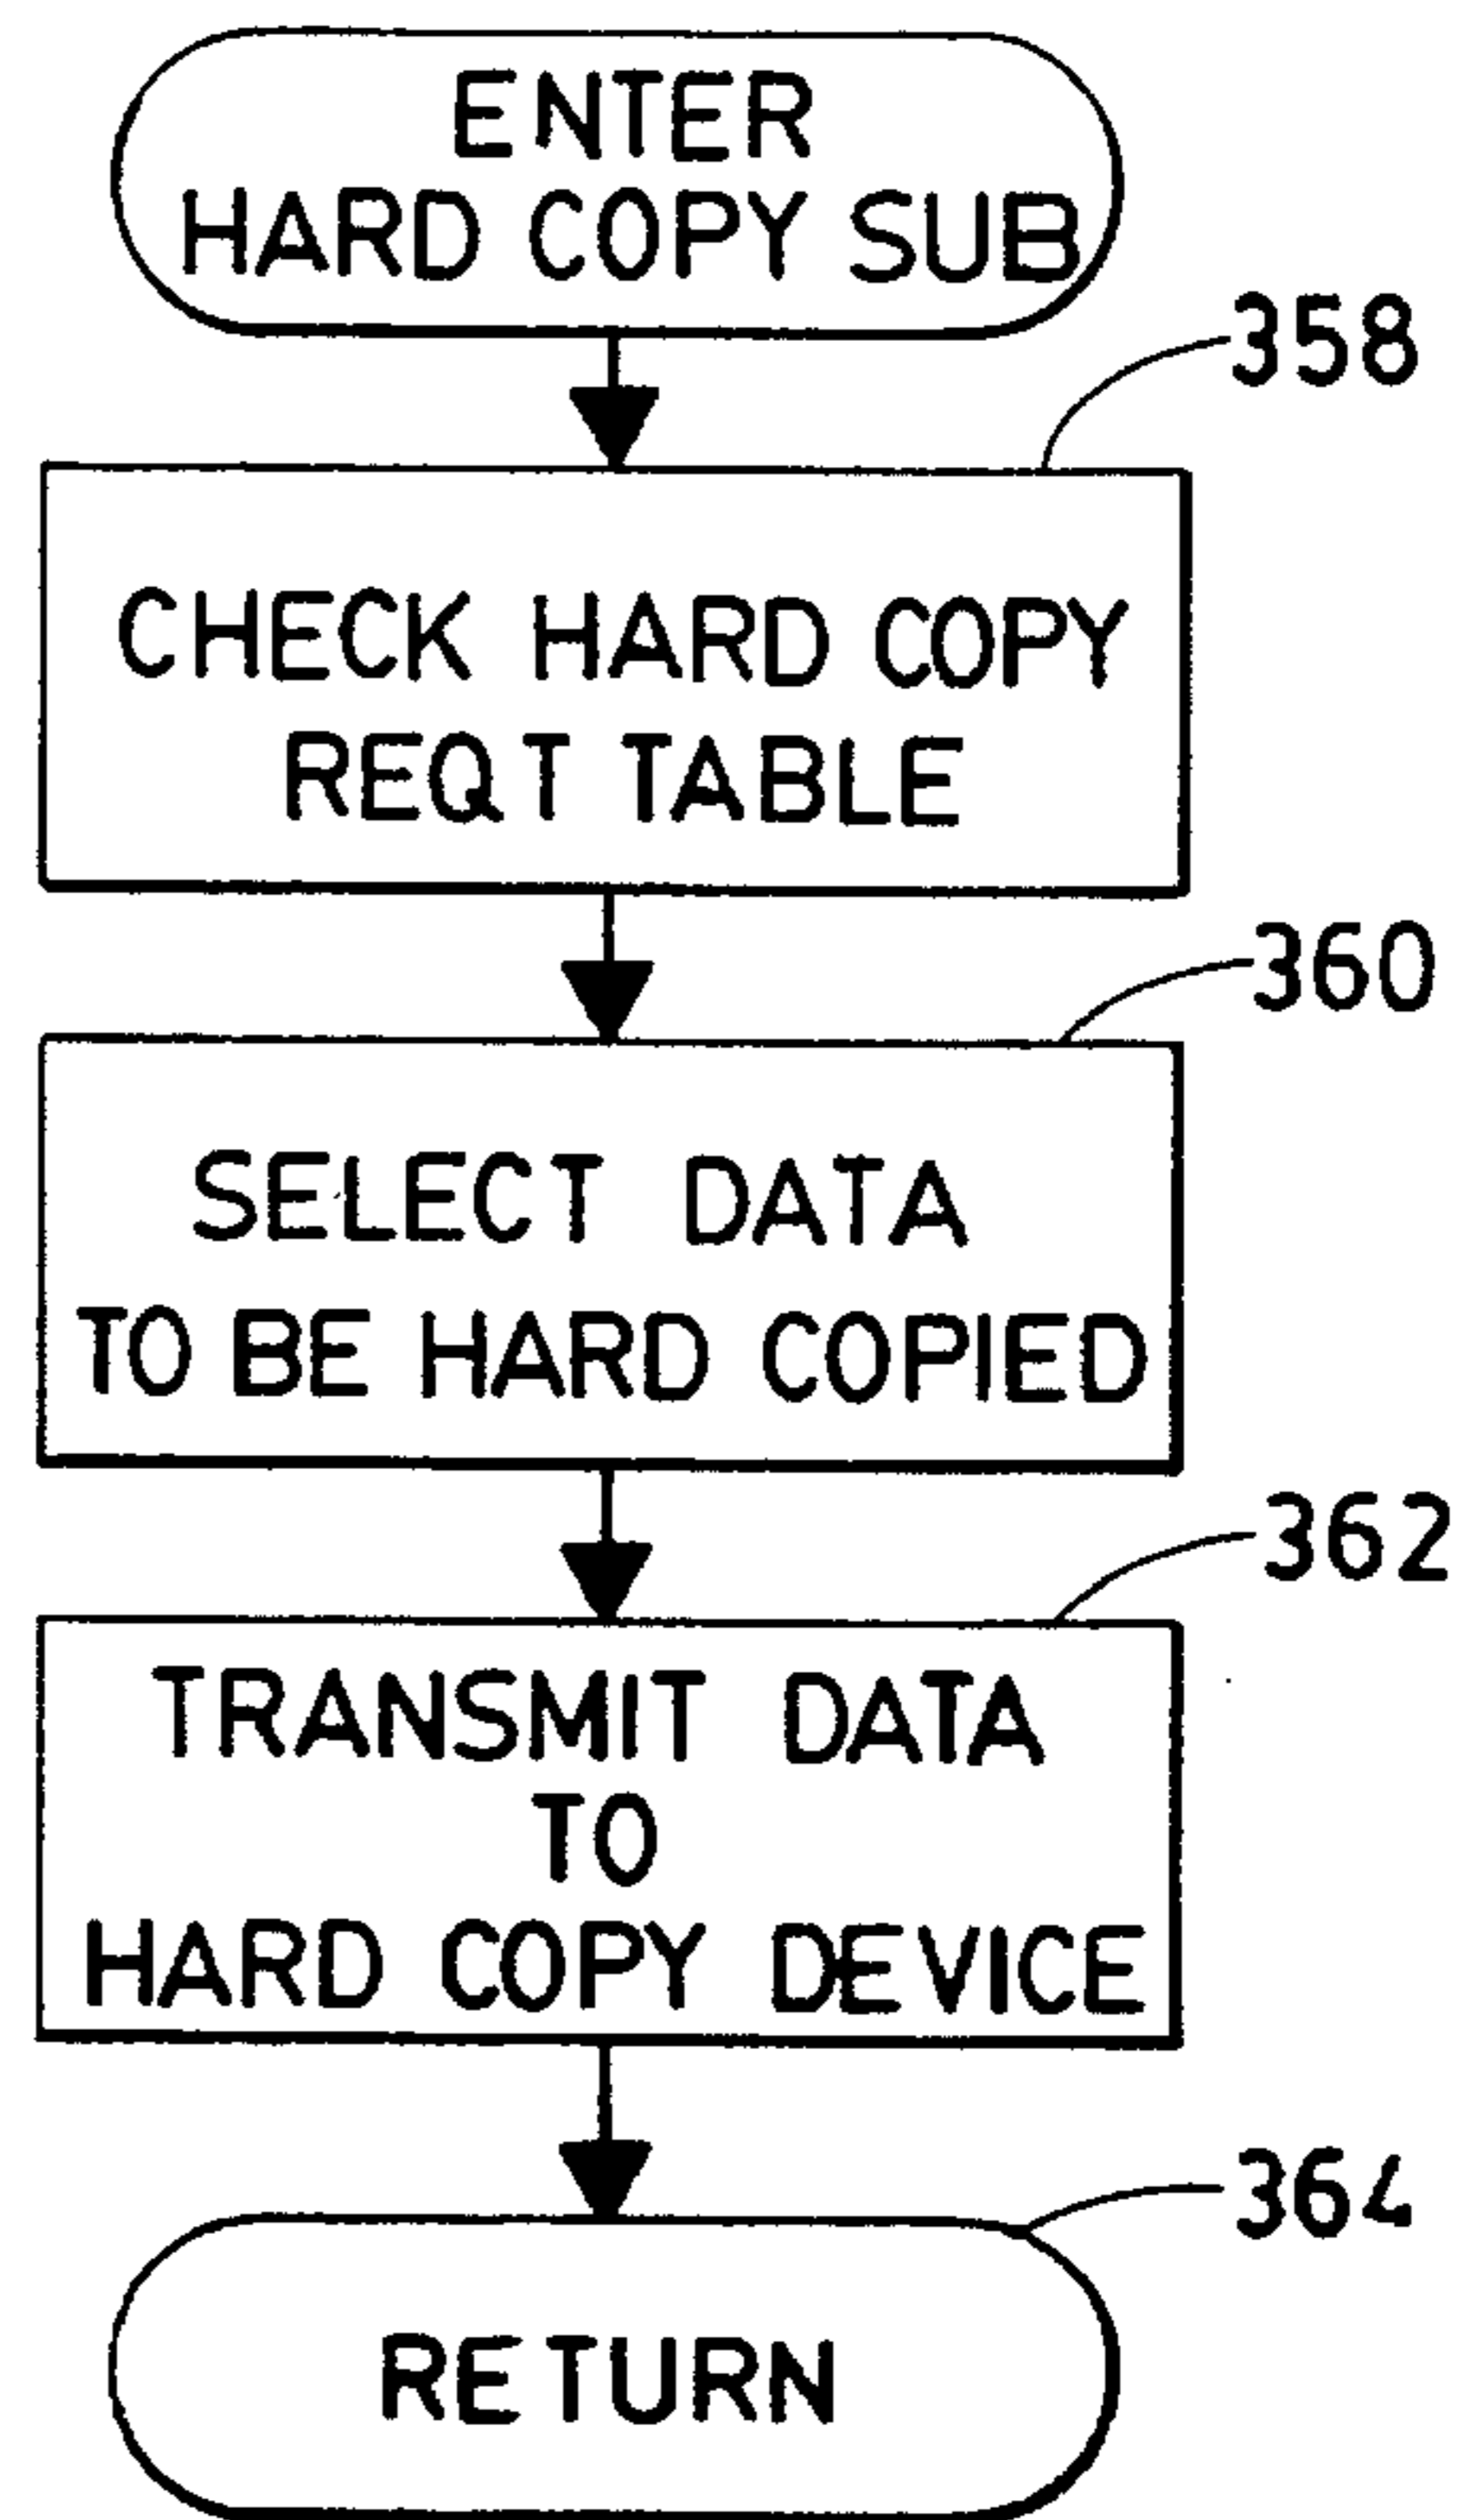 ENTER
HARD COPY SUB
358
CHECK HARD COPY
REQT TABLE
360
SELECT DATA
TO BE HARD COPIED
362
TRANSMIT DATA
TO
HARD COPY DEVICE
364
RETURN